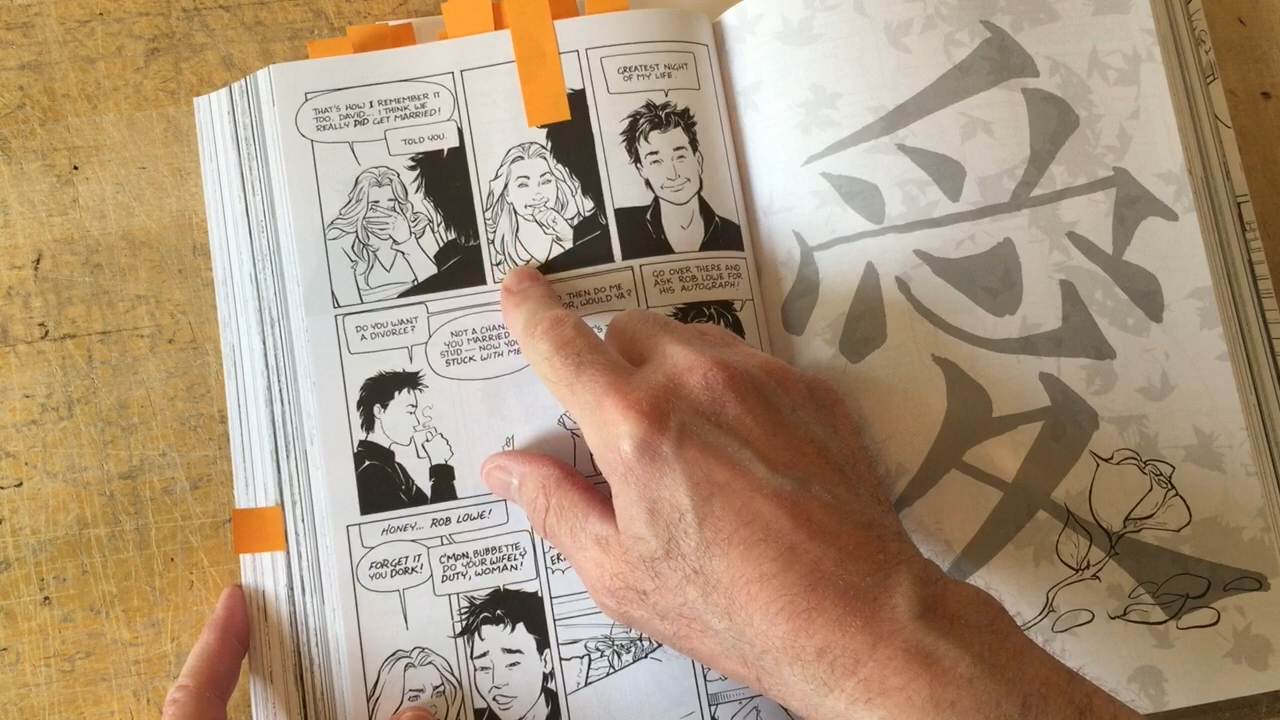 THAT'S HOW I REMEMBER IT
TOO. DAVID... I THINK WE
REALLY DID GET MARRIED!
TOLD YOU.
GREATEST NIGHT
OF MY LIFE.
DO YOU WANT
A DIVORCE?
NOT A
YOU MARRIED
STUD — NOW
STUCK WITH ME
THEN DO ME
WOULD YA?
GO OVER THERE AND
ASK ROB LOWE FOR
HIS AUTOGRAPH!
HONEY... ROB LOWE!
FORGET IT
YOU DORK!
C'MON, BUBBETTE,
DO YOUR WIFELY
DUTY, WOMAN!
愛